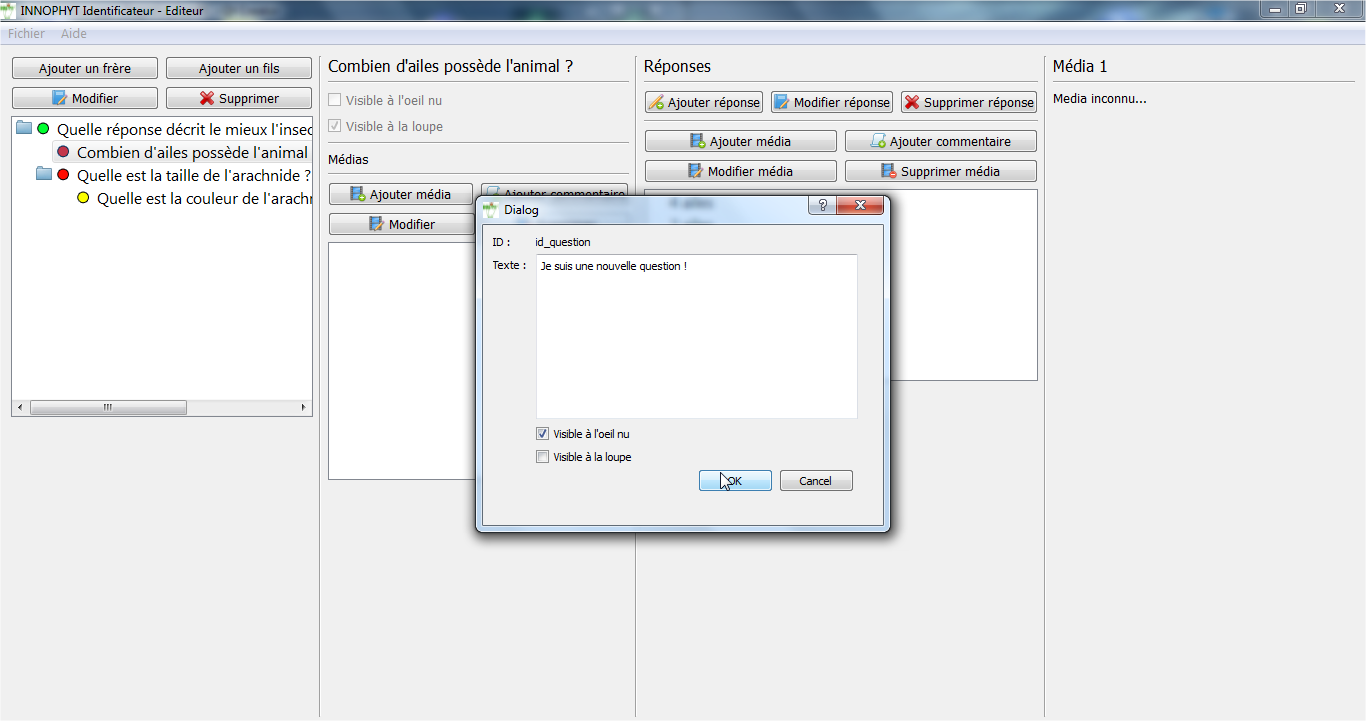 INNOPHYT Identificateur - Editeur
Fichier Aide
Ajouter un frère Ajouter un fils
Modifier Supprimer
Quelle réponse décrit le mieux l'insec
Combien d'ailes possède l'animal
Quelle est la taille de l'arachnide ?
Quelle est la couleur de l'arachn
Combien d'ailes possède l'animal ?
Visible à l'oeil nu
Visible à la loupe
Médias
Ajouter média Ajouter commentaire
Modifier
Réponses
Ajouter réponse Modifier réponse Supprimer réponse
Ajouter média Ajouter commentaire
Modifier média Supprimer média
Média 1
Media inconnu...
Dialog
ID : id_question
Texte : Je suis une nouvelle question !
Visible à l'oeil nu
Visible à la loupe
OK Cancel